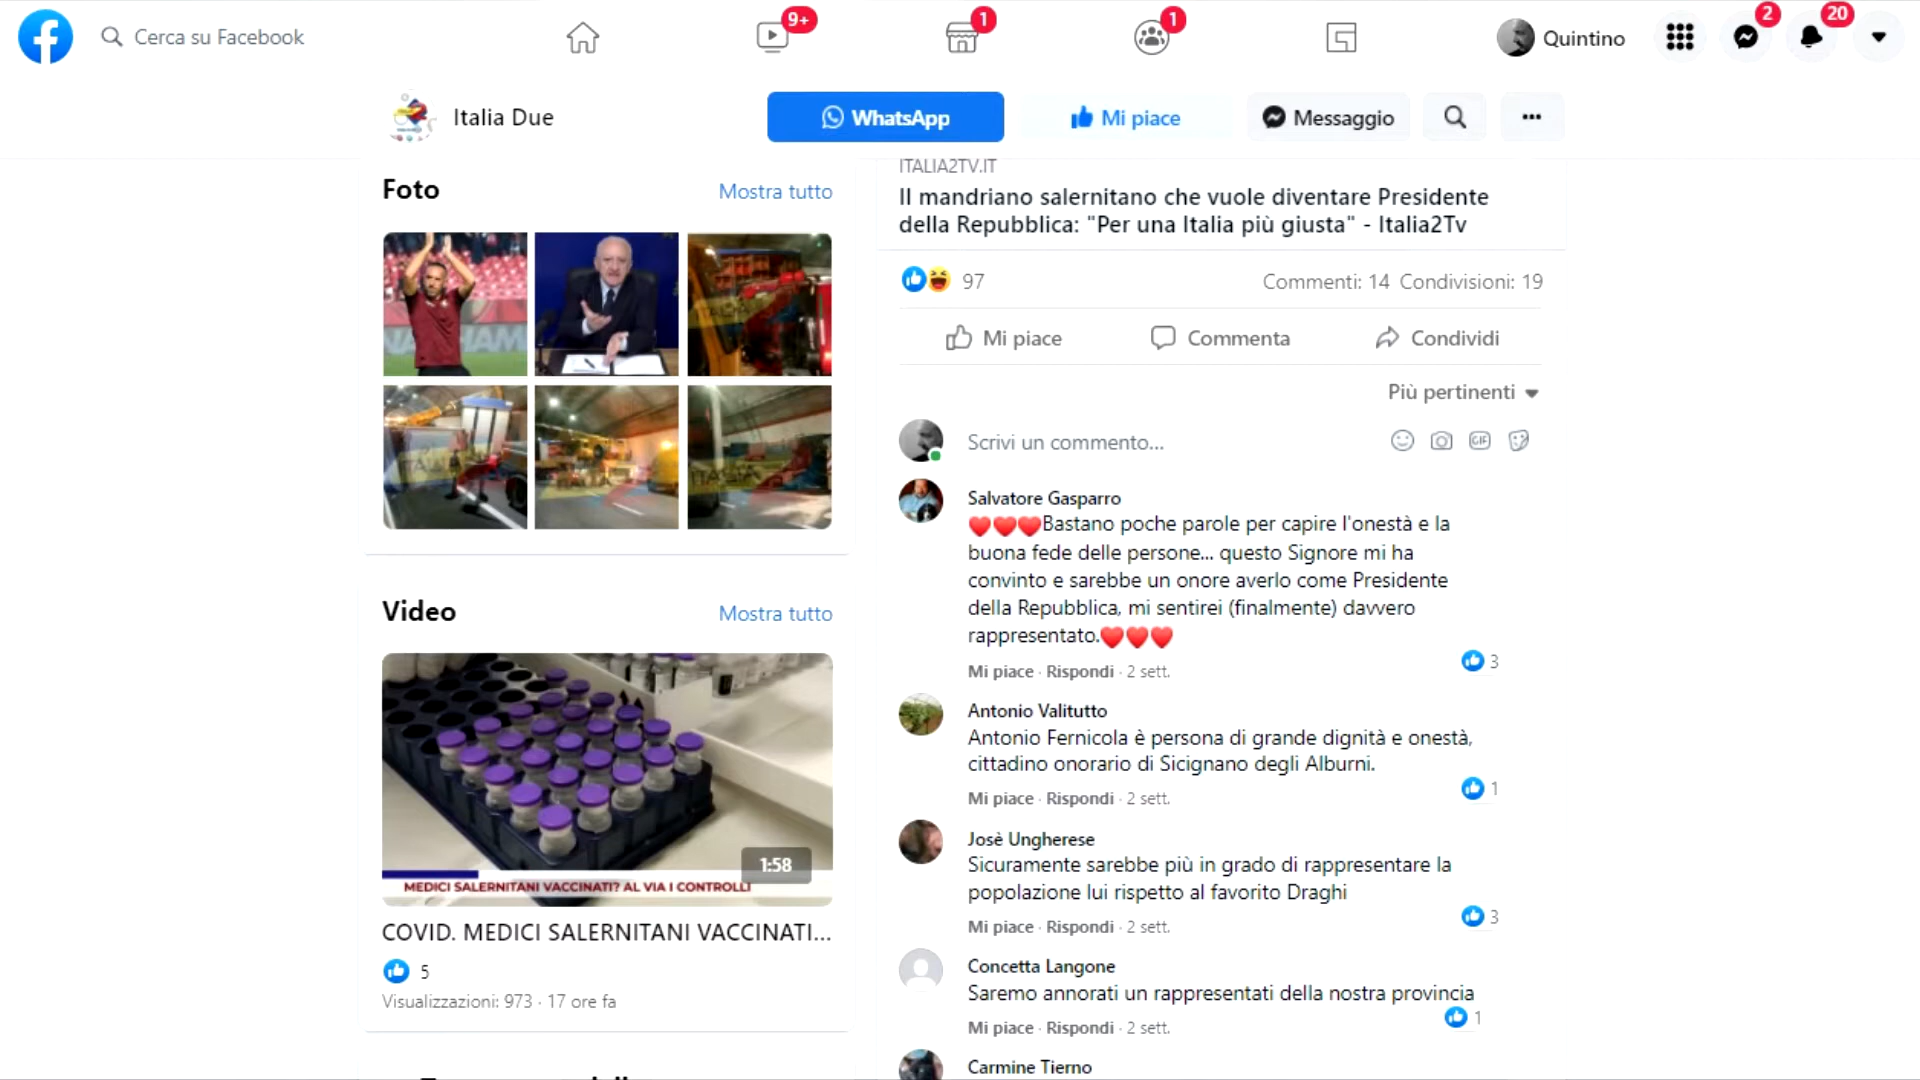 Cerca su Facebook
9+
1
1
Quintino
2
20
Italia Due
WhatsApp
Mi piace
Messaggio
Foto
Mostra tutto
ITALIA2TV.IT
Il mandriano salernitano che vuole diventare Presidente
della Repubblica: "Per una Italia più giusta" - Italia2Tv
97
Commenti: 14 Condivisioni: 19
Mi piace
Commenta
Condividi
Più pertinenti
Scrivi un commento...
GIF
Salvatore Gasparro
Bastano poche parole per capire l'onestà e la
buona fede delle persone... questo Signore mi ha
convinto e sarebbe un onore averlo come Presidente
della Repubblica, mi sentirei (finalmente) davvero
rappresentato.
Mi piace · Rispondi · 2 sett.
3
Antonio Valitutto
Antonio Fernicola è persona di grande dignità e onestà,
cittadino onorario di Sicignano degli Alburni.
Mi piace · Rispondi · 2 sett.
1
Josè Ungherese
Sicuramente sarebbe più in grado di rappresentare la
popolazione lui rispetto al favorito Draghi
Mi piace · Rispondi · 2 sett.
3
Concetta Langone
Saremo annorati un rappresentati della nostra provincia
Mi piace · Rispondi · 2 sett.
1
Carmine Tierno
Video
Mostra tutto
1:58
MEDICI SALERNITANI VACCINATI? AL VIA I CONTROLLI
COVID. MEDICI SALERNITANI VACCINATI...
5
Visualizzazioni: 973 · 17 ore fa